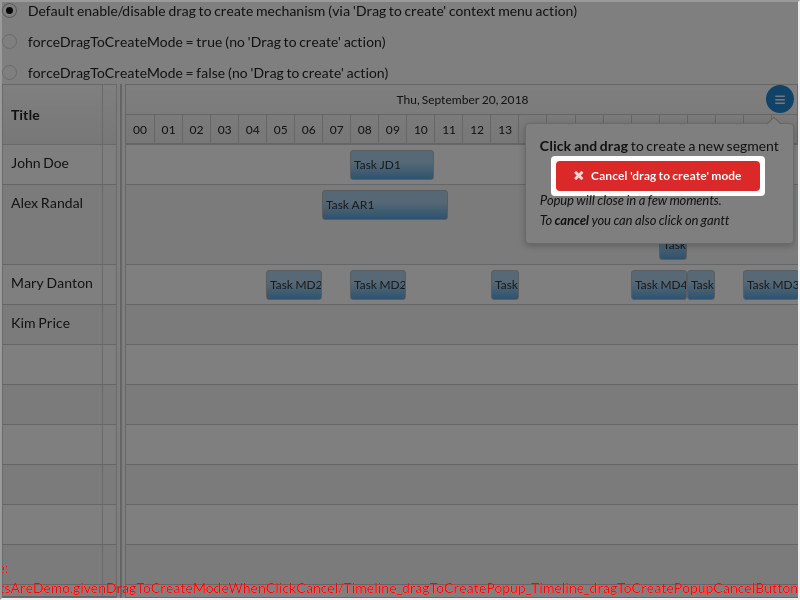 Default enable/disable drag to create mechanism (via 'Drag to create' context menu action)
forceDragToCreateMode = true (no 'Drag to create' action)
forceDragToCreateMode = false (no 'Drag to create' action)
Title
Thu, September 20, 2018
00 01 02 03 04 05 06 07 08 09 10 11 12 13
Click and drag to create a new segment
Cancel 'drag to create' mode
Popup will close in a few moments.
To cancel you can also click on gantt
John Doe
Task JD1
Alex Randal
Task AR1
Task
Mary Danton
Task MD2 Task MD2 Task Task MD4 Task Task MD3
Kim Price
sAreDemo.givenDragToCreateModeWhenClickCancel/Timeline_dragToCreatePopup_Timeline_dragToCreatePopupCancelButton